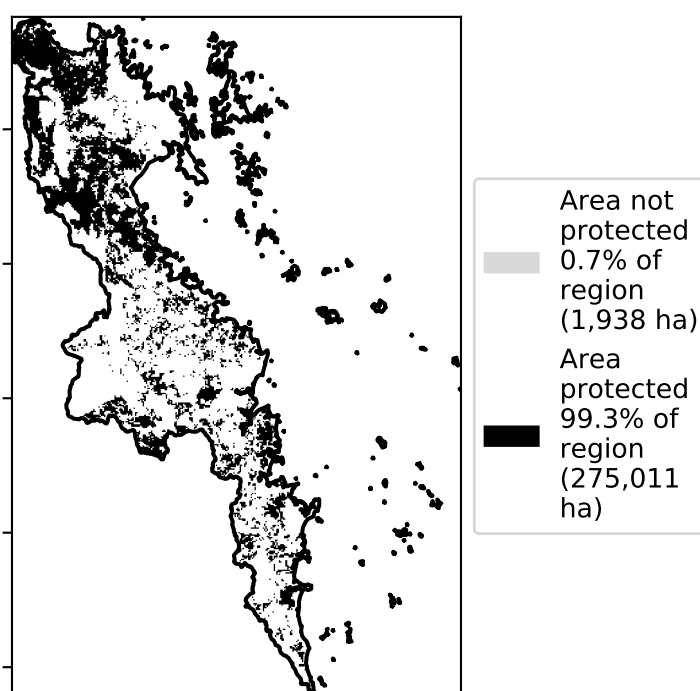 Area not
protected
0.7% of
region
(1,938 ha)
Area
protected
99.3% of
region
(275,011
ha)